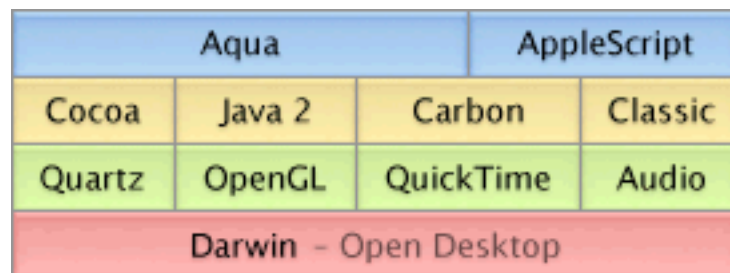 Aqua AppleScript
Cocoa Java 2 Carbon Classic
Quartz OpenGL QuickTime Audio
Darwin – Open Desktop